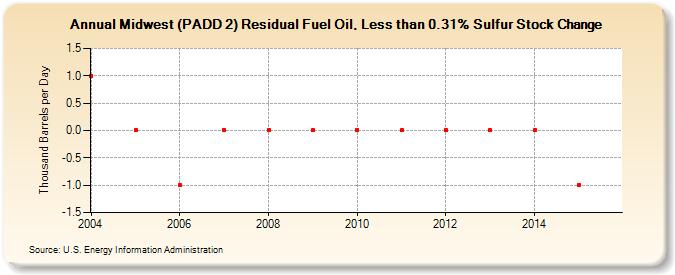 Annual Midwest (PADD 2) Residual Fuel Oil, Less than 0.31% Sulfur Stock Change
Thousand Barrels per Day
1.5
1.0
0.5
0.0
-0.5
-1.0
-1.5
2004 2006 2008 2010 2012 2014
Source: U.S. Energy Information Administration